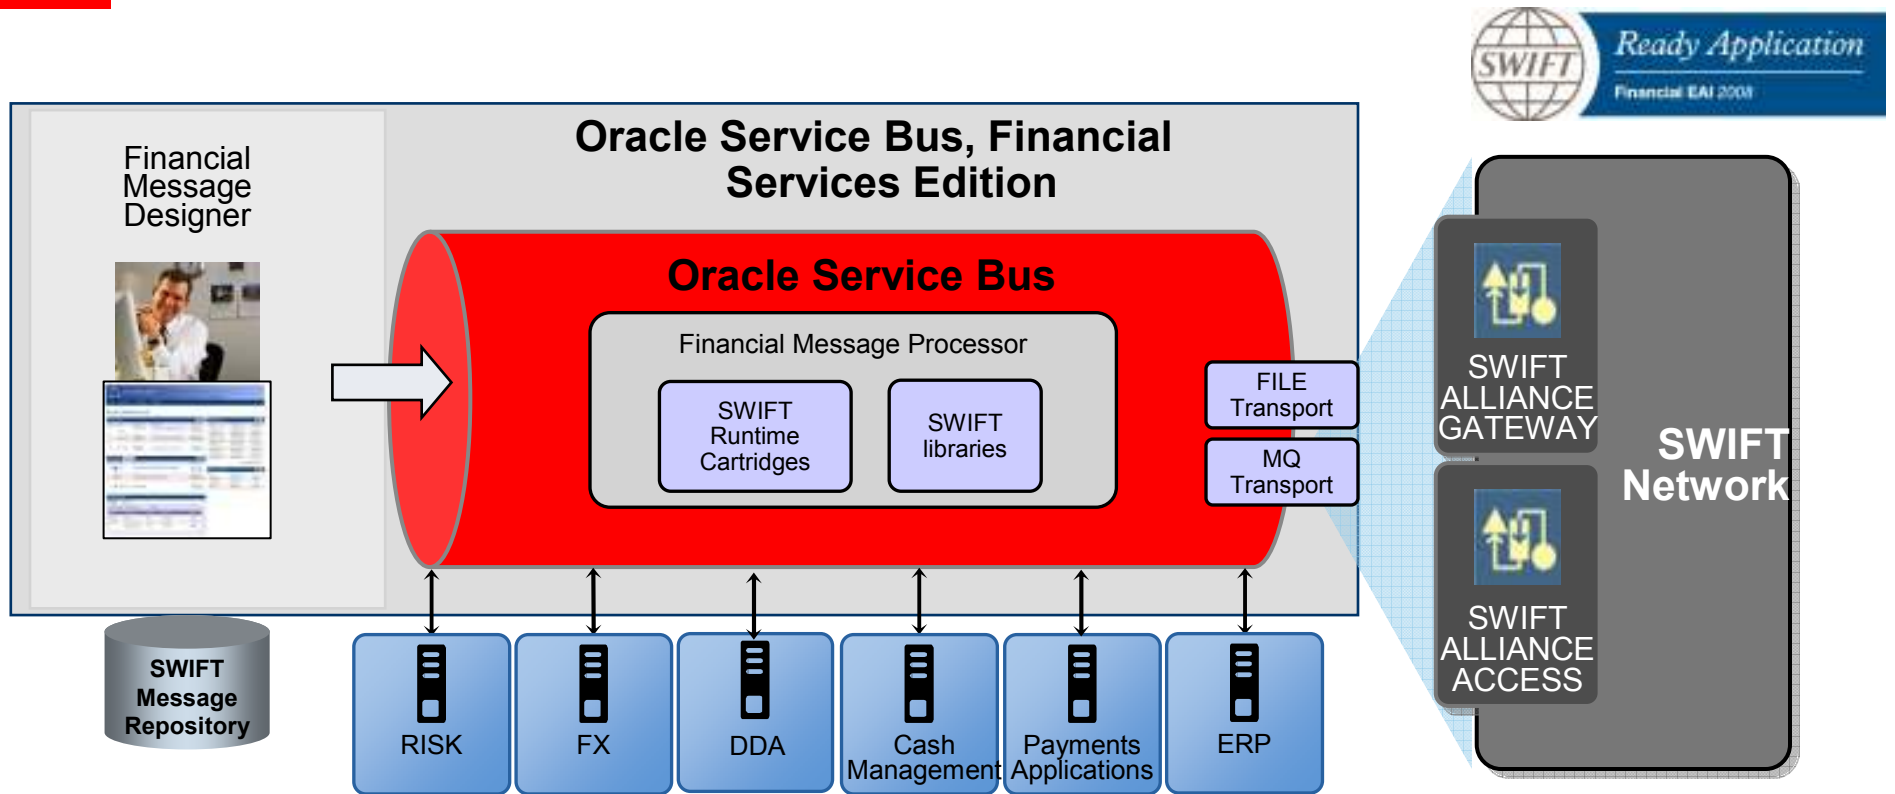 SWIFT
Ready Application
Financial EAI 2008
Oracle Service Bus, Financial
Services Edition
Financial
Message
Designer
Oracle Service Bus
Financial Message Processor
SWIFT
Runtime
Cartridges
SWIFT
libraries
FILE
Transport
MQ
Transport
SWIFT
ALLIANCE
GATEWAY
SWIFT
Network
SWIFT
ALLIANCE
ACCESS
SWIFT
Message
Repository
RISK
FX
DDA
Cash
Management
Payments
Applications
ERP